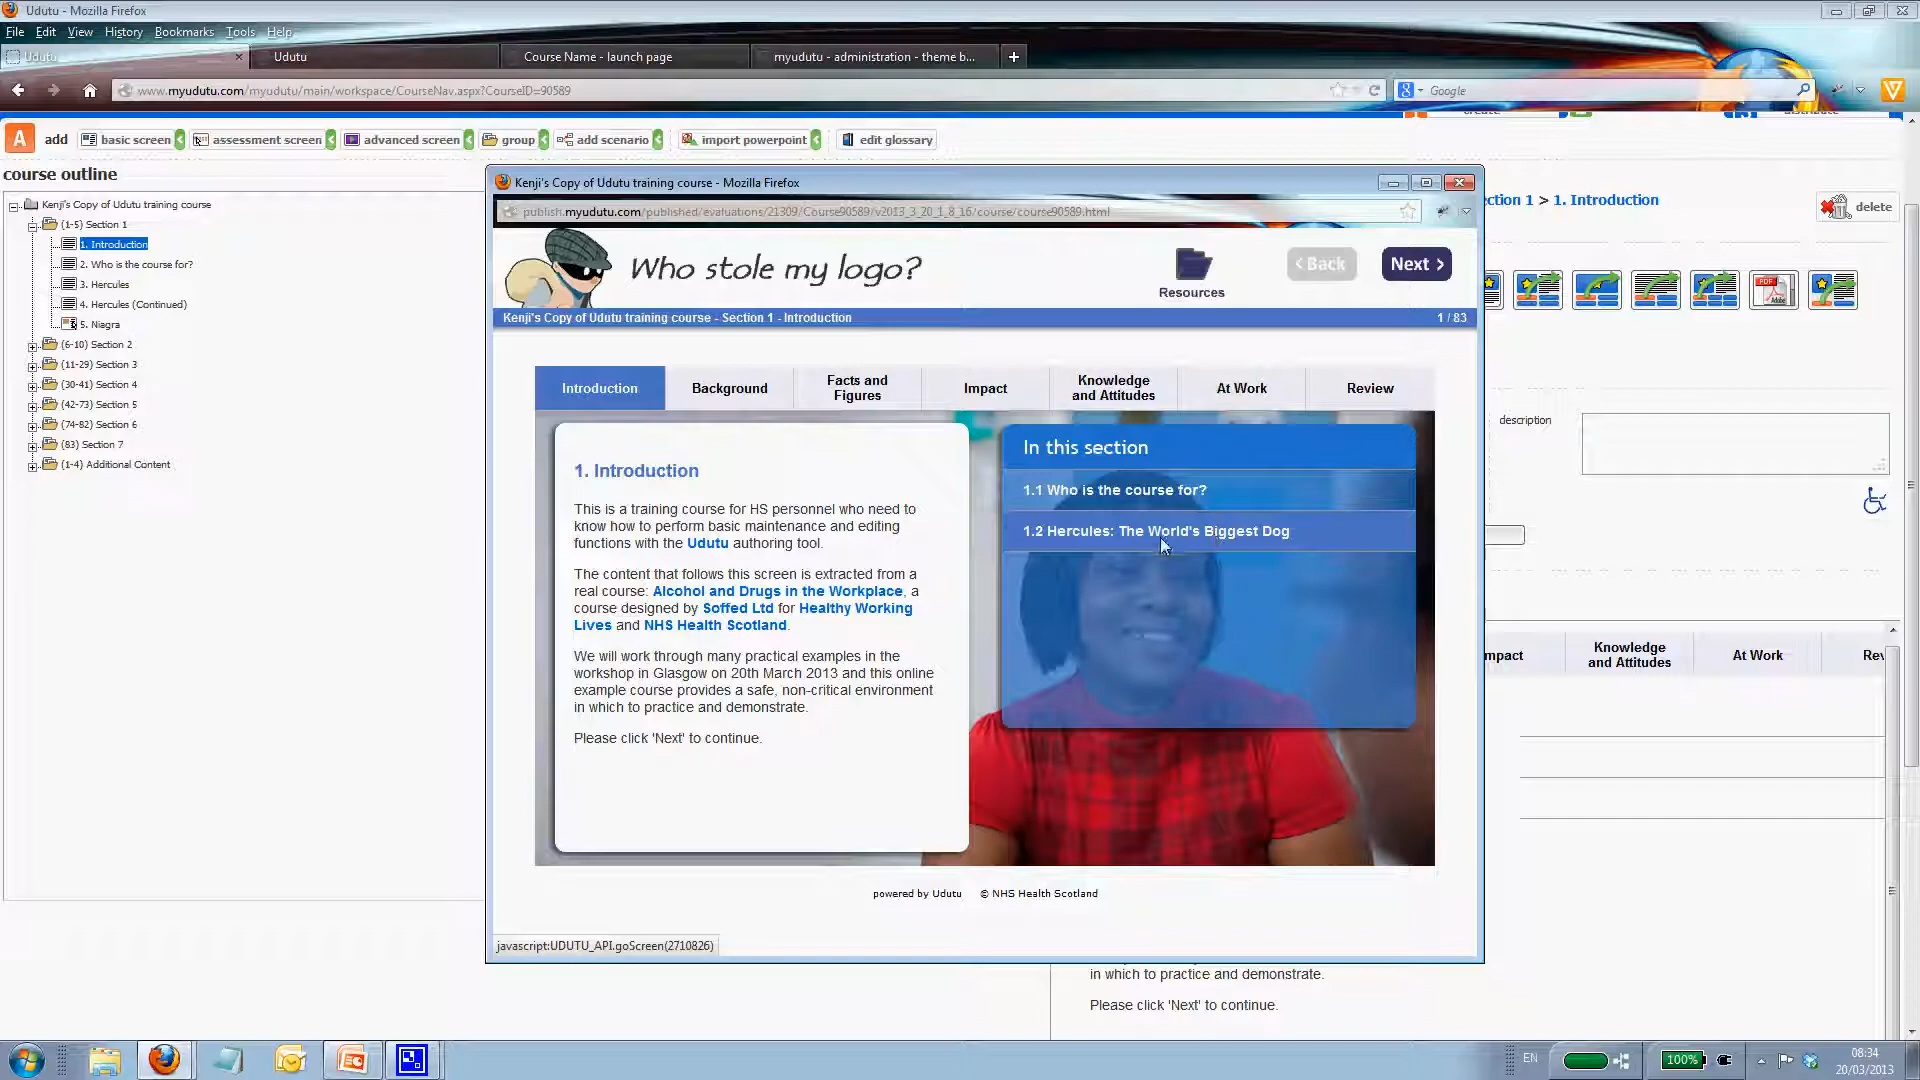 Udutu - Mozilla Firefox
File Edit View History Bookmarks Tools Help
Udutu
Udutu
Course Name - launch page
myudutu - administration - theme b...
www.myudutu.com/myudutu/main/workspace/CourseNav.aspx?CourseID=90589
Google
add
basic screen
assessment screen
advanced screen
group
add scenario
import powerpoint
edit glossary
course outline
Kenji's Copy of Udutu training course
(1-5) Section 1
1. Introduction
2. Who is the course for?
3. Hercules
4. Hercules (Continued)
5. Niagra
(6-10) Section 2
(11-29) Section 3
(30-41) Section 4
(42-73) Section 5
(74-82) Section 6
(83) Section 7
(1-4) Additional Content
Kenji's Copy of Udutu training course - Mozilla Firefox
publish.myudutu.com/published/evaluations/21309/Course90589/v2013_3_20_1_8_16/course/course90589.html
Who stole my logo?
Resources
Back
Next
Kenji's Copy of Udutu training course - Section 1 - Introduction
1 / 83
Introduction
Background
Facts and
Figures
Impact
Knowledge
and Attitudes
At Work
Review
1. Introduction
This is a training course for HS personnel who need to
know how to perform basic maintenance and editing
functions with the Udutu authoring tool.
The content that follows this screen is extracted from a
real course: Alcohol and Drugs in the Workplace, a
course designed by Soffed Ltd for Healthy Working
Lives and NHS Health Scotland.
We will work through many practical examples in the
workshop in Glasgow on 20th March 2013 and this online
example course provides a safe, non-critical environment
in which to practice and demonstrate.
Please click 'Next' to continue.
In this section
1.1 Who is the course for?
1.2 Hercules: The World's Biggest Dog
powered by Udutu © NHS Health Scotland
javascript:UDUTU_API.goScreen(2710826)
ction 1 > 1. Introduction
delete
PDF
Adobe
description
mpact
Knowledge
and Attitudes
At Work
Rev
in which to practice and demonstrate.
Please click 'Next' to continue.
EN
100%
08:34
20/03/2013